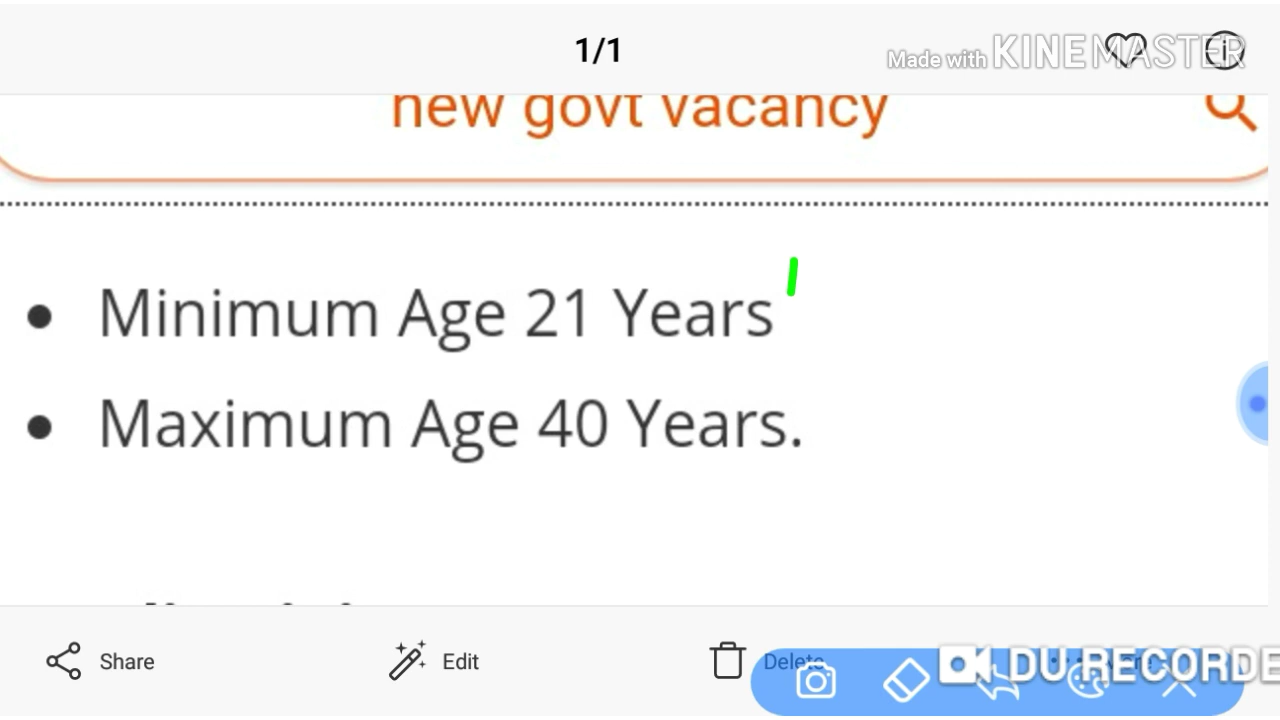 1/1
Made with KINEMASTER
new govt vacancy
Minimum Age 21 Years
Maximum Age 40 Years.
Share
Edit
Delete
DU RECORDE